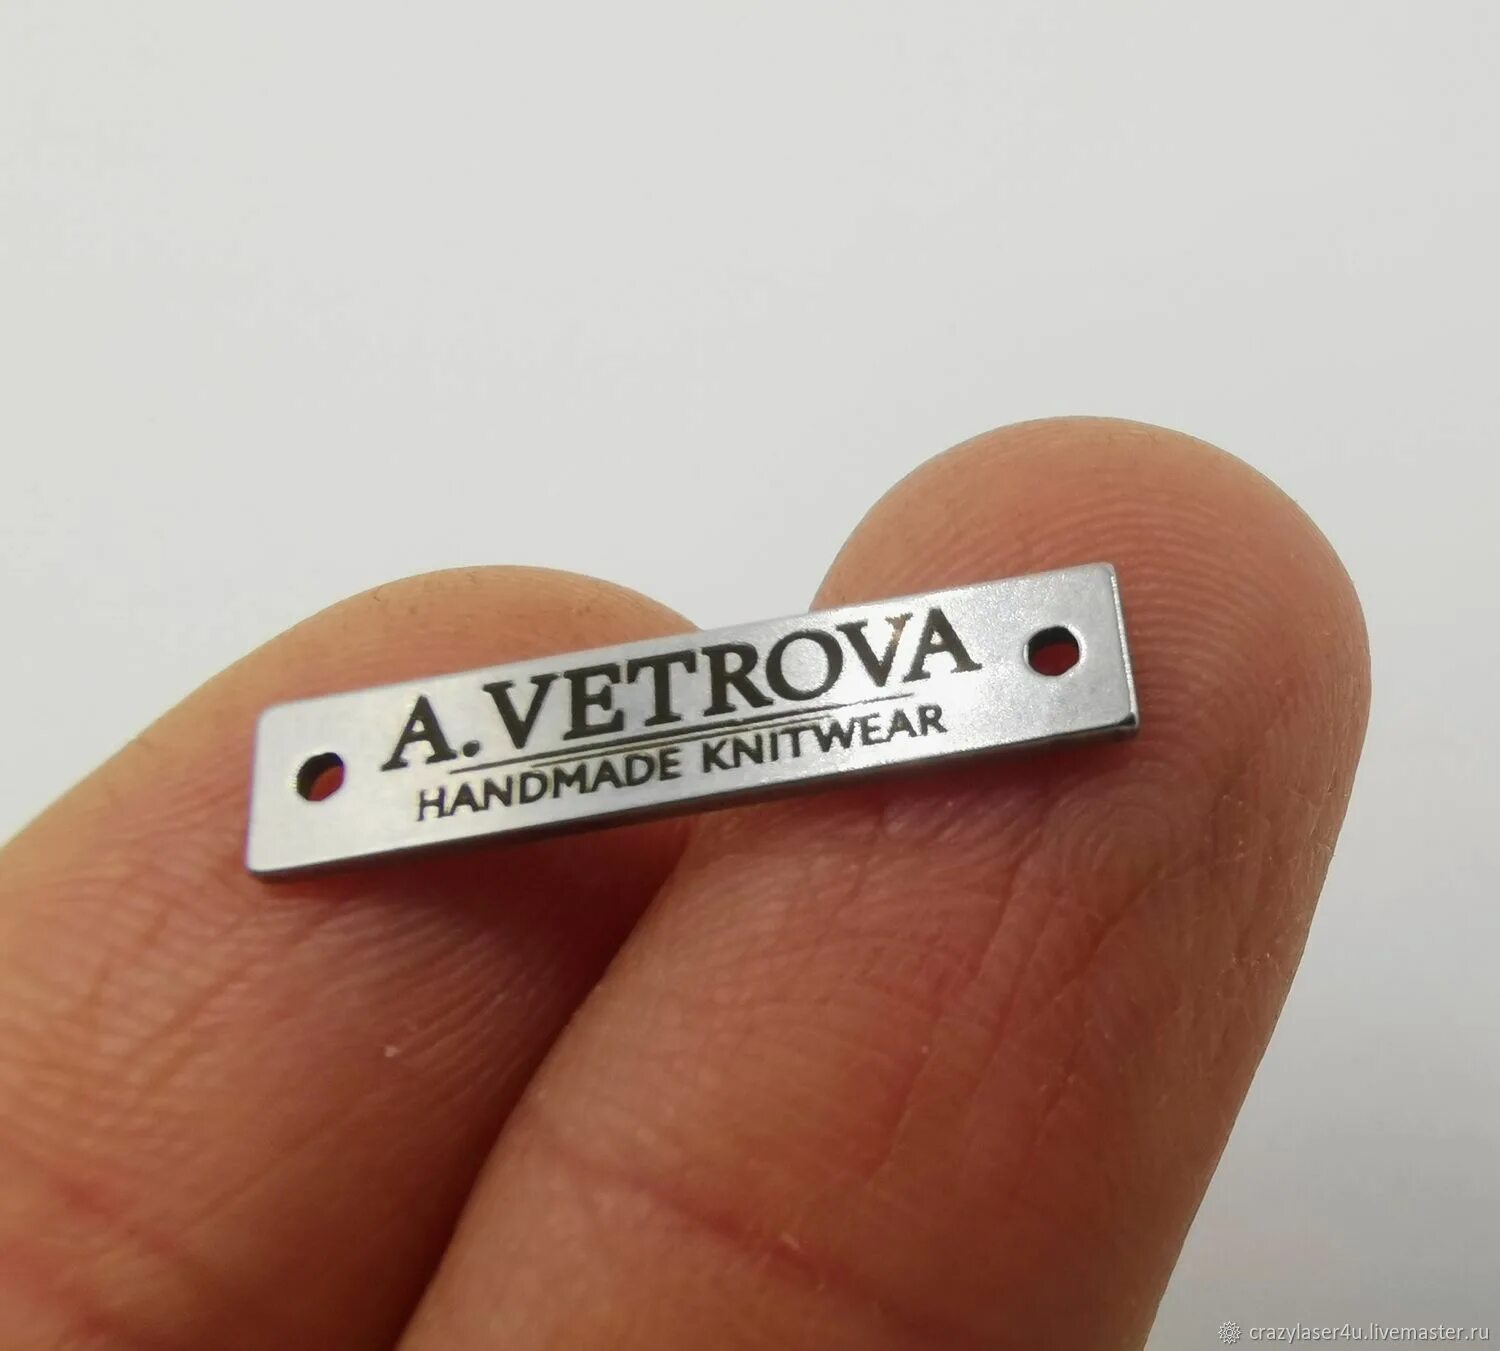 A.VETROVA
HANDMADE KNITWEAR
crazylaser4u.livemaster.ru